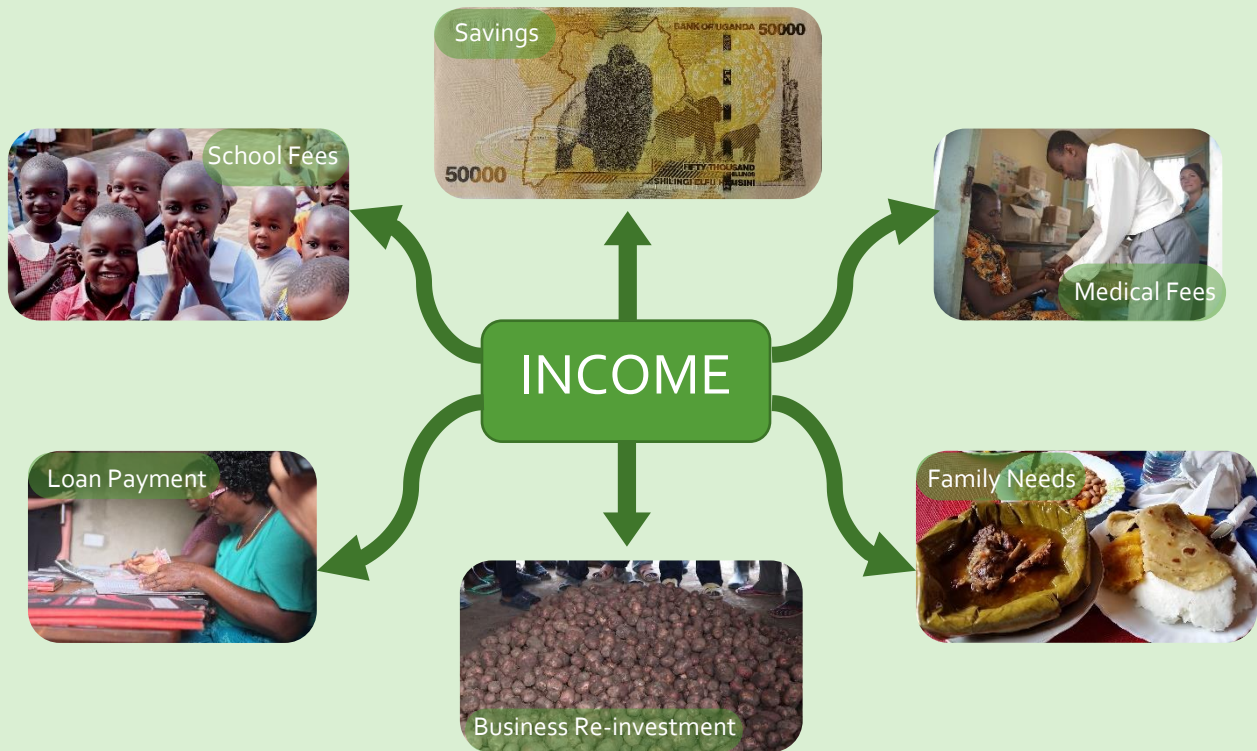 Savings
BANK OF UGANDA 50000
50000
FIFTY THOUSAND
SHILLINGS
SHILINGI ELFU HAMSINI
School Fees
Medical Fees
INCOME
Loan Payment
Family Needs
Business Re-investment